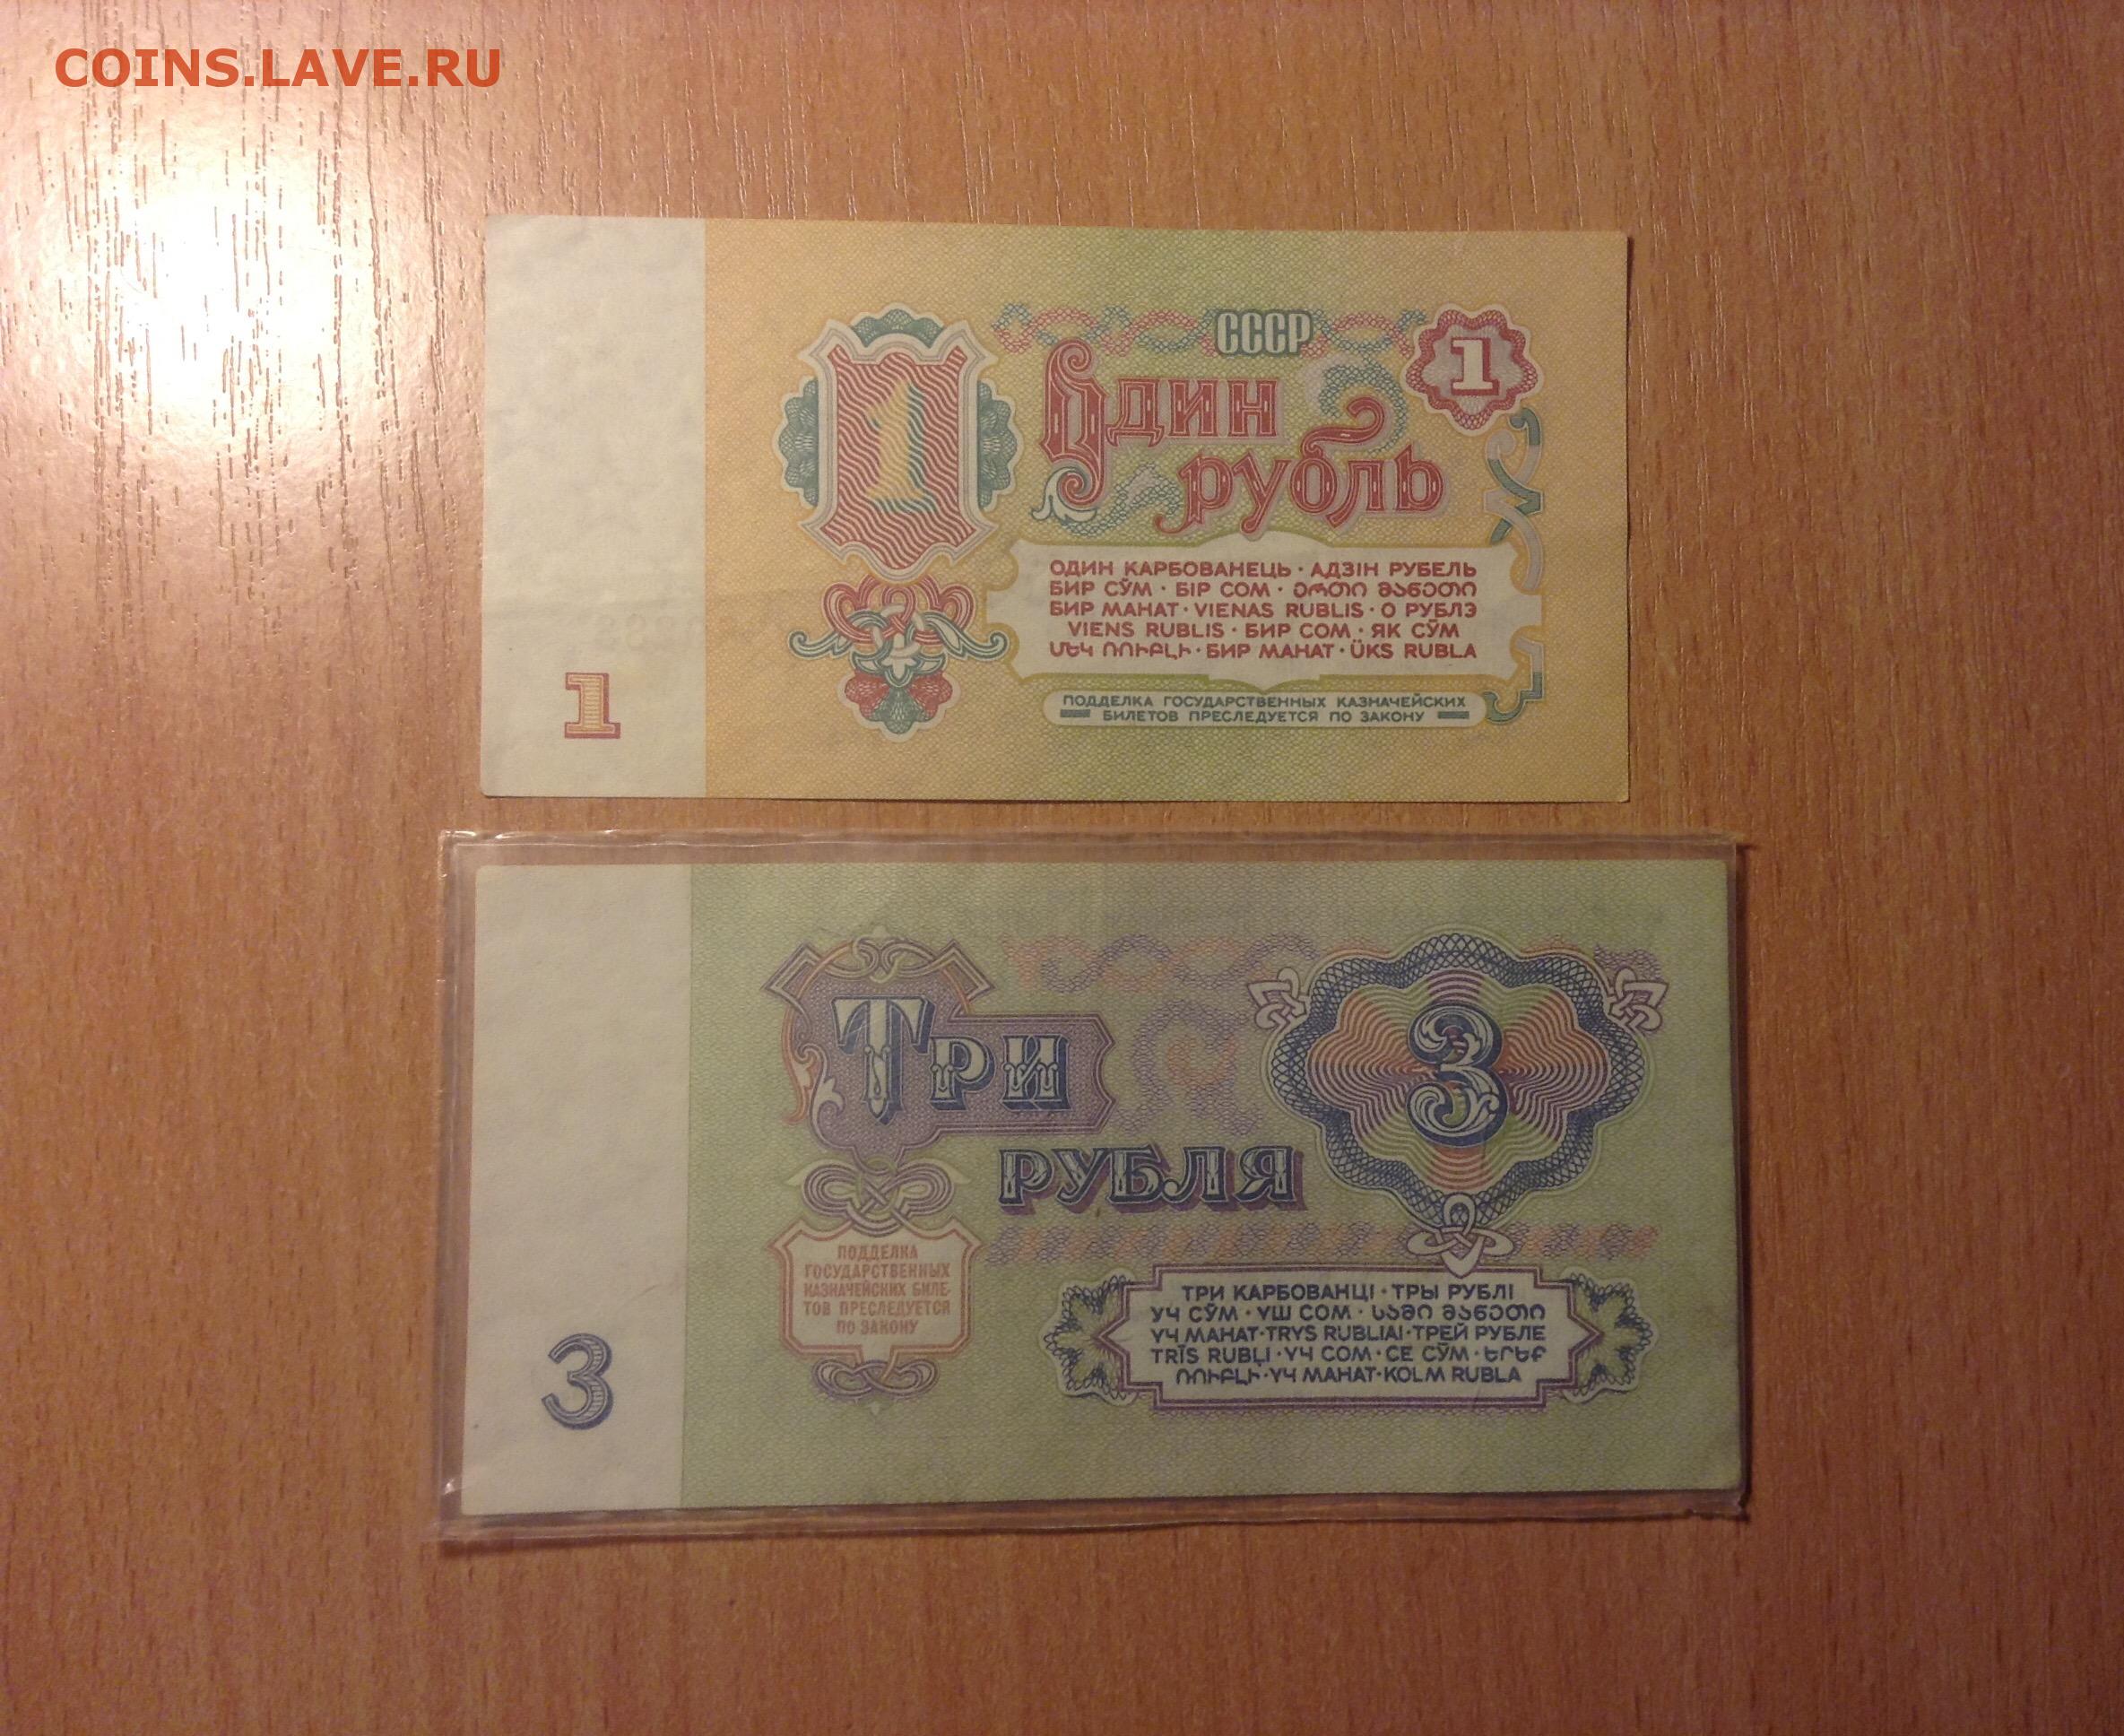 COINS.LAVE.RU
СССР
1
1
Один
рубль
ОДИН КАРБОВАНЕЦЬ · АДЗІН РУБЕЛЬ
БИР СЎМ · БІР СОМ · ᲔᲠᲗᲘ ᲛᲐᲜᲔᲗᲘ
БИР МАНАТ · VIENAS RUBLIS · О РУБЛЭ
VIENS RUBLIS · БИР СОМ · ЯК СӮМ
ՄԵԿ ՌՈՒԲԼԻ · БИР МАНАТ · ÜKS RUBLA
ПОДДЕЛКА ГОСУДАРСТВЕННЫХ КАЗНАЧЕЙСКИХ
БИЛЕТОВ ПРЕСЛЕДУЕТСЯ ПО ЗАКОНУ
1
Три
3
РУБЛЯ
ПОДДЕЛКА
ГОСУДАРСТВЕННЫХ
КАЗНАЧЕЙСКИХ БИЛЕ-
ТОВ ПРЕСЛЕДУЕТСЯ
ПО ЗАКОНУ
ТРИ КАРБОВАНЦІ · ТРЫ РУБЛІ
УЧ СЎМ · ҮШ СОМ · ᲡᲐᲛᲘ ᲛᲐᲜᲔᲗᲘ
ҮЧ МАНАТ · TRYS RUBLIAI · ТРЕЙ РУБЛЕ
TRĪS RUBĻI · ҮЧ СОМ · СЕ СӮМ · ԵՐԵՔ
ՌՈՒԲԼԻ · ҮЧ МАНАТ · KOLM RUBLA
3